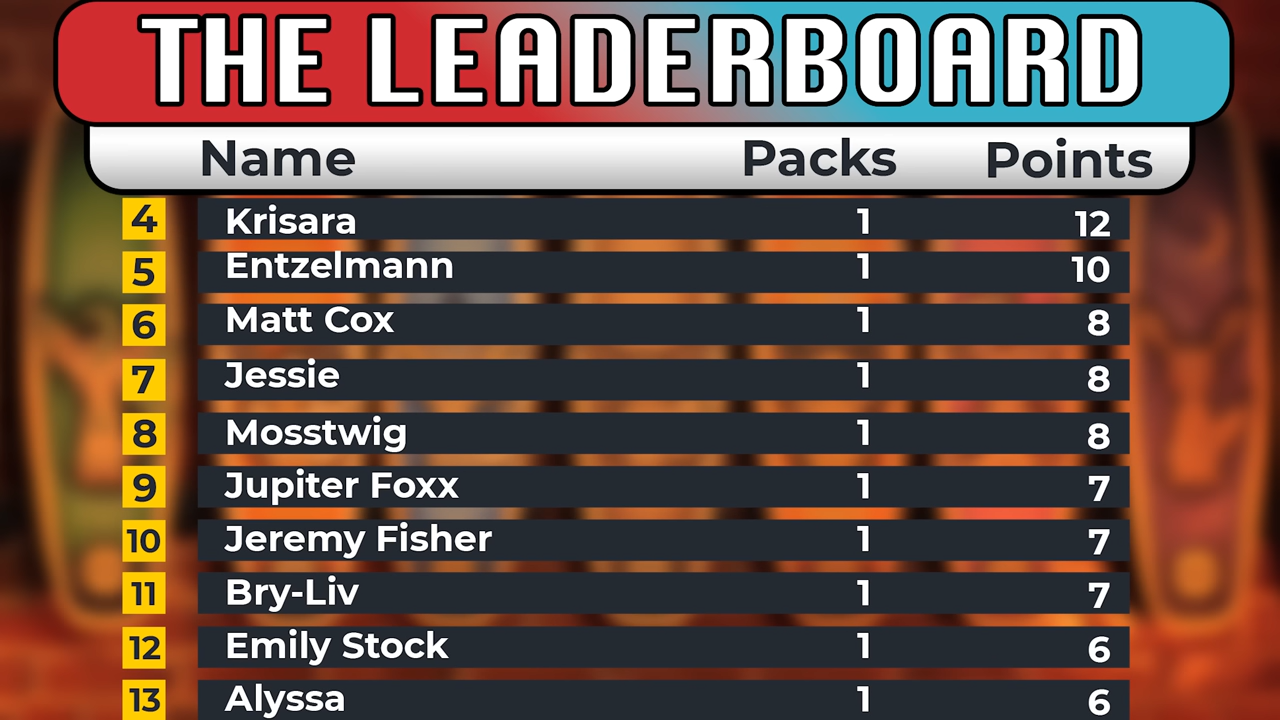 THE LEADERBOARD
Name Packs Points
4 Krisara 1 12
5 Entzelmann 1 10
6 Matt Cox 1 8
7 Jessie 1 8
8 Mosstwig 1 8
9 Jupiter Foxx 1 7
10 Jeremy Fisher 1 7
11 Bry-Liv 1 7
12 Emily Stock 1 6
13 Alyssa 1 6